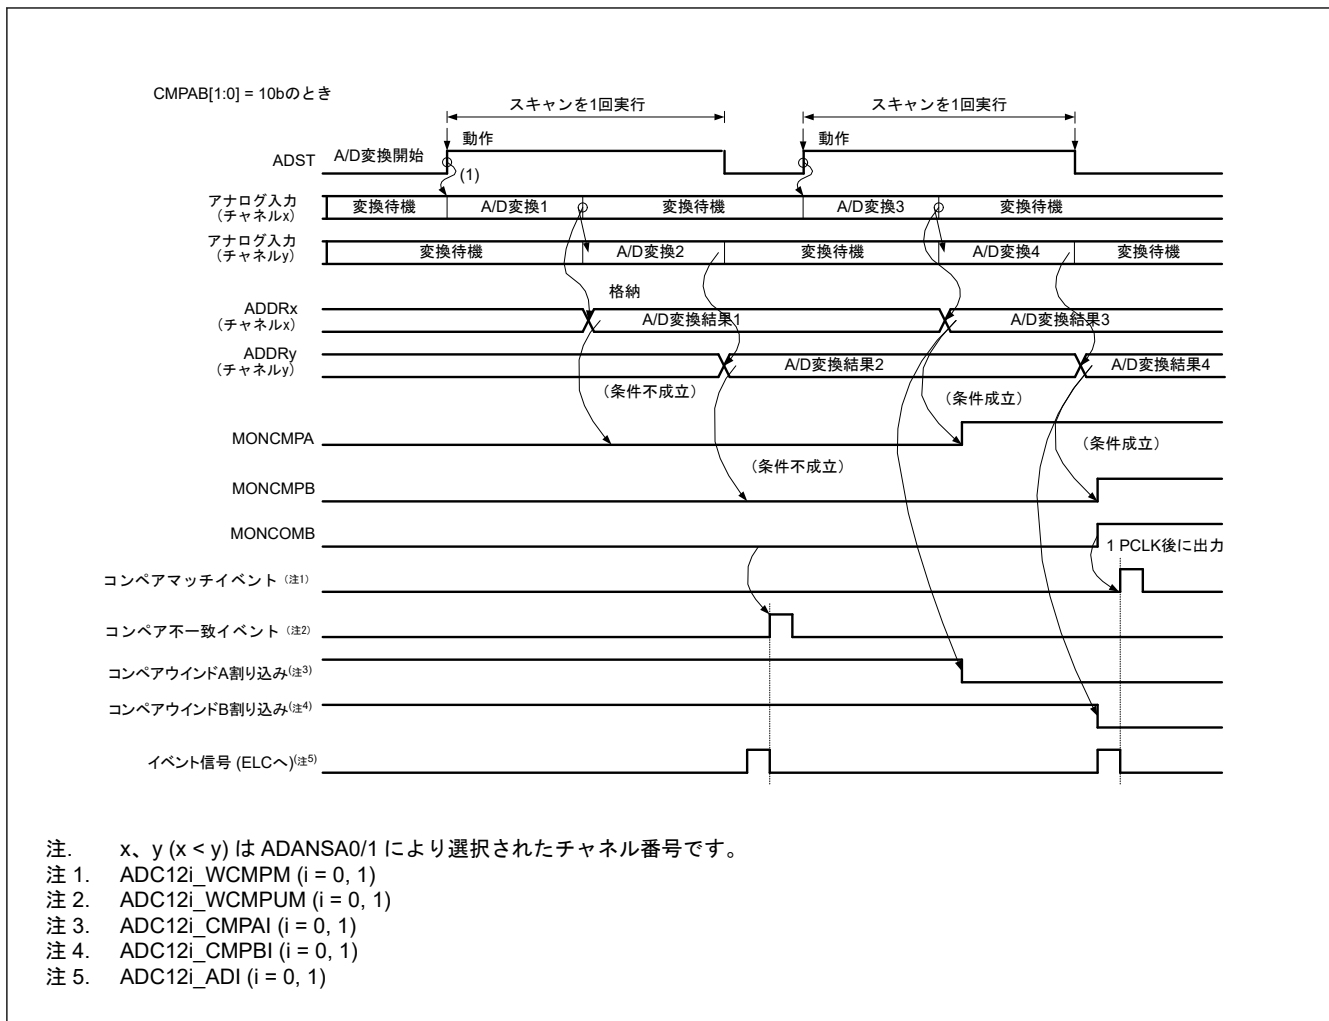 CMPAB[1:0] = 10bのとき
スキャンを1回実行
スキャンを1回実行
動作
動作
ADST
A/D変換開始
(1)
アナログ入力
（チャネルx）
変換待機
A/D変換1
変換待機
A/D変換3
変換待機
アナログ入力
（チャネルy）
変換待機
A/D変換2
変換待機
A/D変換4
変換待機
格納
ADDRx
（チャネルx）
A/D変換結果1
A/D変換結果3
ADDRy
（チャネルy）
A/D変換結果2
A/D変換結果4
（条件不成立）
（条件成立）
MONCMPA
（条件不成立）
（条件成立）
MONCMPB
MONCOMB
1 PCLK後に出力
コンペアマッチイベント（注1）
コンペア不一致イベント（注2）
コンペアウインドA割り込み(注3)
コンペアウインドB割り込み(注4)
イベント信号 (ELCへ)(注5)
注. x、y (x < y) は ADANSA0/1 により選択されたチャネル番号です。
注 1. ADC12i_WCMPM (i = 0, 1)
注 2. ADC12i_WCMPUM (i = 0, 1)
注 3. ADC12i_CMPAI (i = 0, 1)
注 4. ADC12i_CMPBI (i = 0, 1)
注 5. ADC12i_ADI (i = 0, 1)